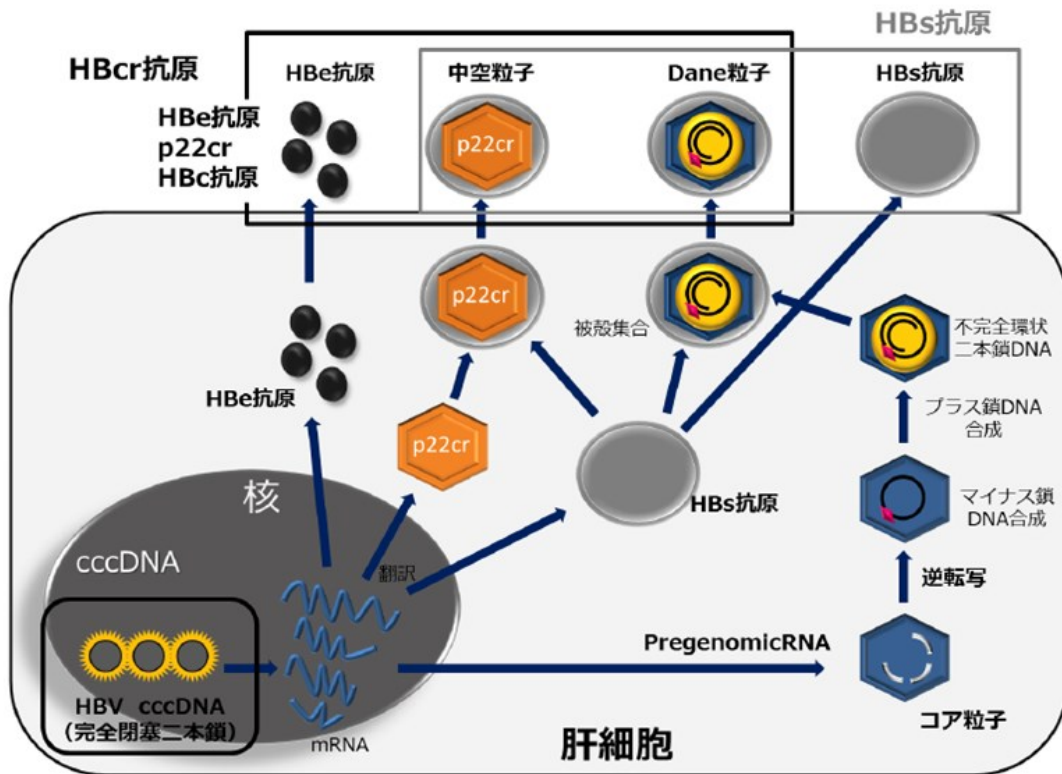 HBs抗原
HBcr抗原
HBe抗原
p22cr
HBc抗原
HBe抗原
中空粒子
Dane粒子
HBs抗原
p22cr
p22cr
被殻集合
不完全環状
二本鎖DNA
HBe抗原
プラス鎖DNA
合成
p22cr
核
HBs抗原
マイナス鎖
DNA合成
cccDNA
翻訳
逆転写
PregenomicRNA
HBV cccDNA
(完全閉塞二本鎖)
mRNA
コア粒子
肝細胞